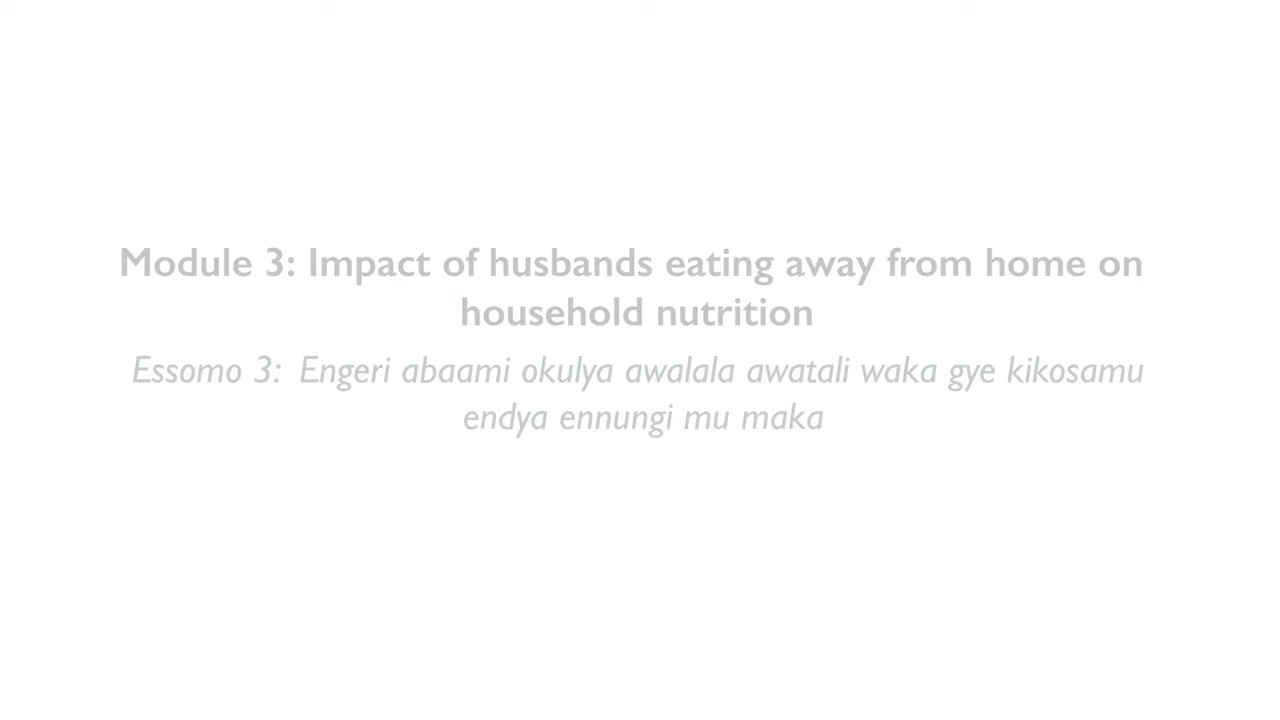 Module 3: Impact of husbands eating away from home on
household nutrition
Essomo 3: Engeri abaami okulya awalala awatali waka gye kikosamu
endya ennungi mu maka